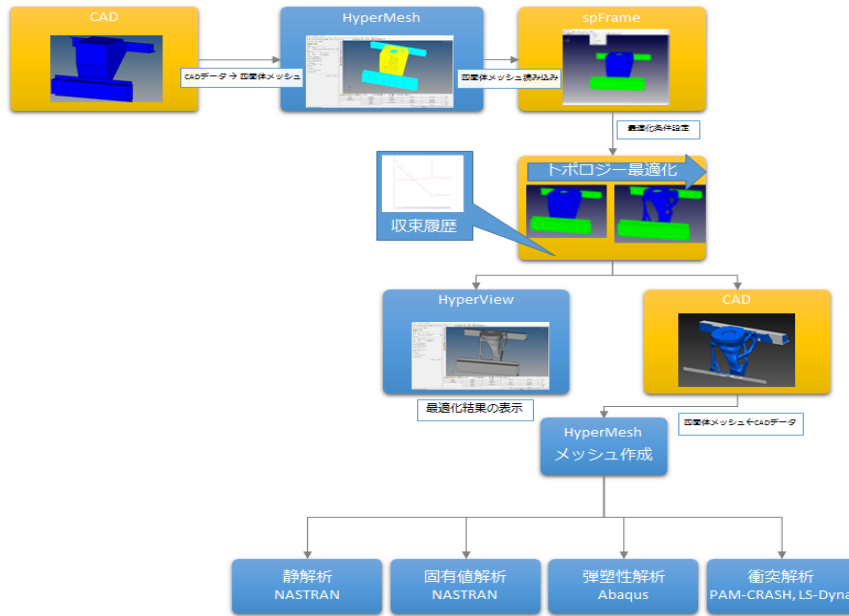 CAD
HyperMesh
spFrame
CADデータ → 四面体メッシュ
四面体メッシュ読み込み
最適化条件設定
トポロジー最適化
収束履歴
HyperView
CAD
最適化結果の表示
四面体メッシュ←CADデータ
HyperMesh
メッシュ作成
静解析
NASTRAN
固有値解析
NASTRAN
弾塑性解析
Abaqus
衝突解析
PAM-CRASH, LS-Dyna